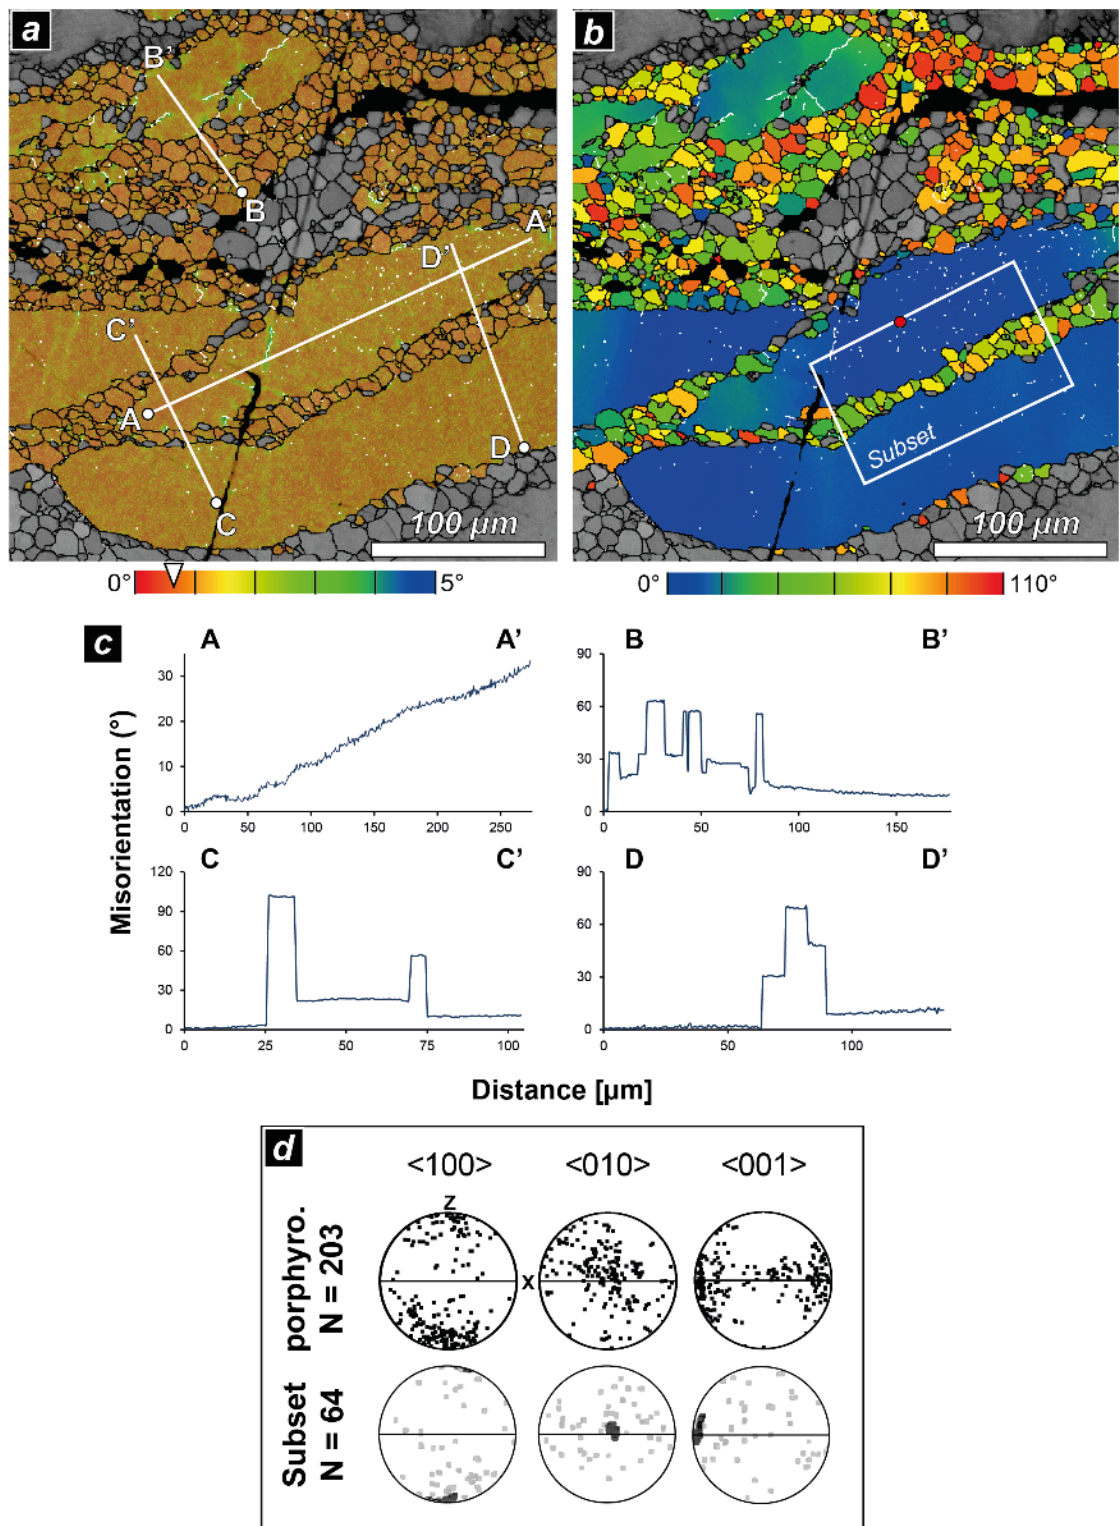 a
B'
B
A'
D'
C'
A
D
C
100 µm
0° 5°
b
Subset
100 µm
0° 110°
c
Misorientation (°)
A A'
30
20
10
0
0 50 100 150 200 250
B B'
90
60
30
0
0 50 100 150
C C'
120
90
60
30
0
0 25 50 75 100
D D'
90
60
30
0
0 50 100
Distance [µm]
d
<100> <010> <001>
Z
X
porphyro.
N = 203
Subset
N = 64